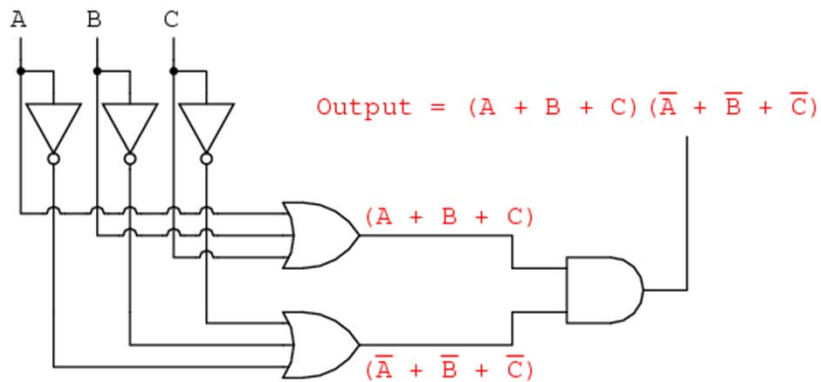 A B C
Output = (A + B + C)(A̅ + B̅ + C̅)
(A + B + C)
(A̅ + B̅ + C̅)